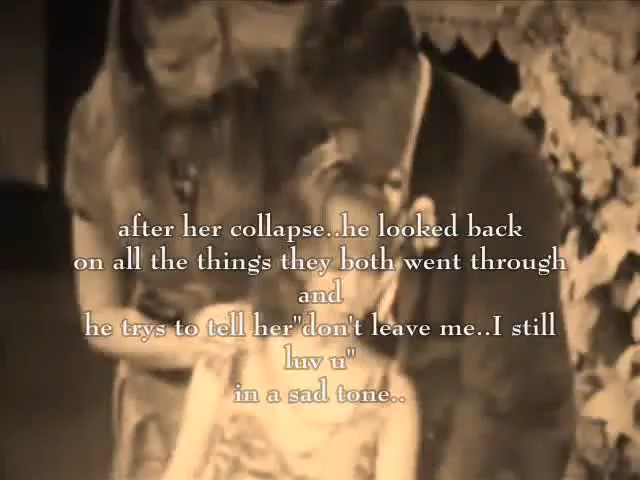 after her collapse..he looked back
on all the things they both went through
and
he trys to tell her"don't leave me..I still
luv u"
in a sad tone..